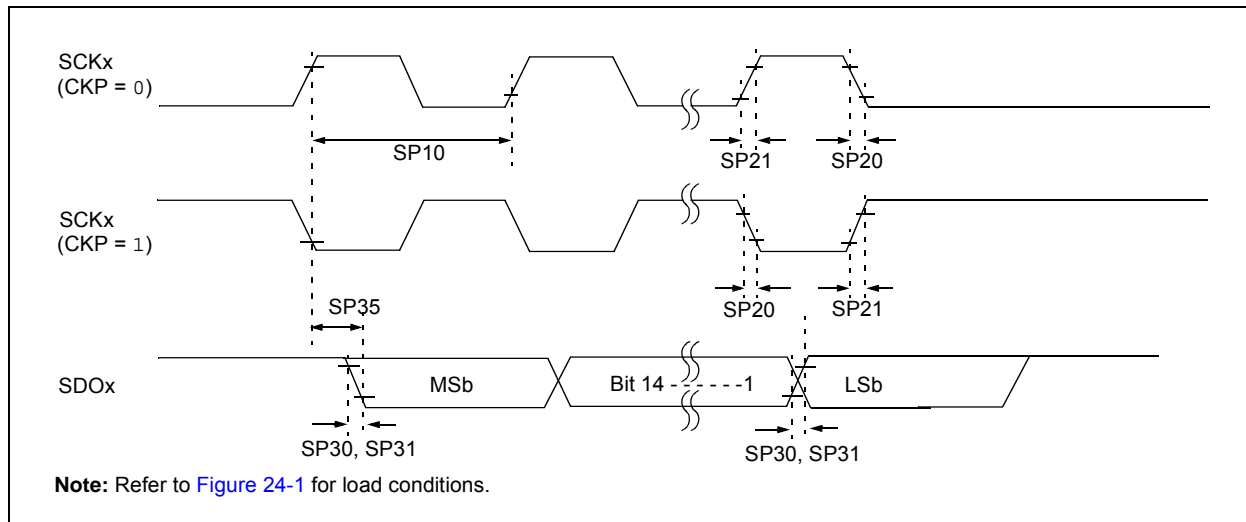 SCKx
(CKP = 0)
SP10
SP21
SP20
SCKx
(CKP = 1)
SP35
SP20
SP21
SDOx
MSb
Bit 14 - - - - - -1
LSb
SP30, SP31
SP30, SP31
Note: Refer to Figure 24-1 for load conditions.